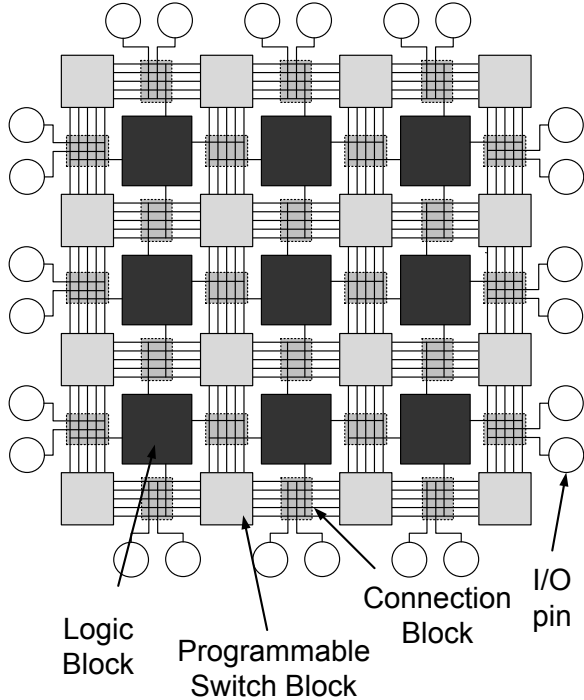 Logic
Block
Programmable
Switch Block
Connection
Block
I/O
pin